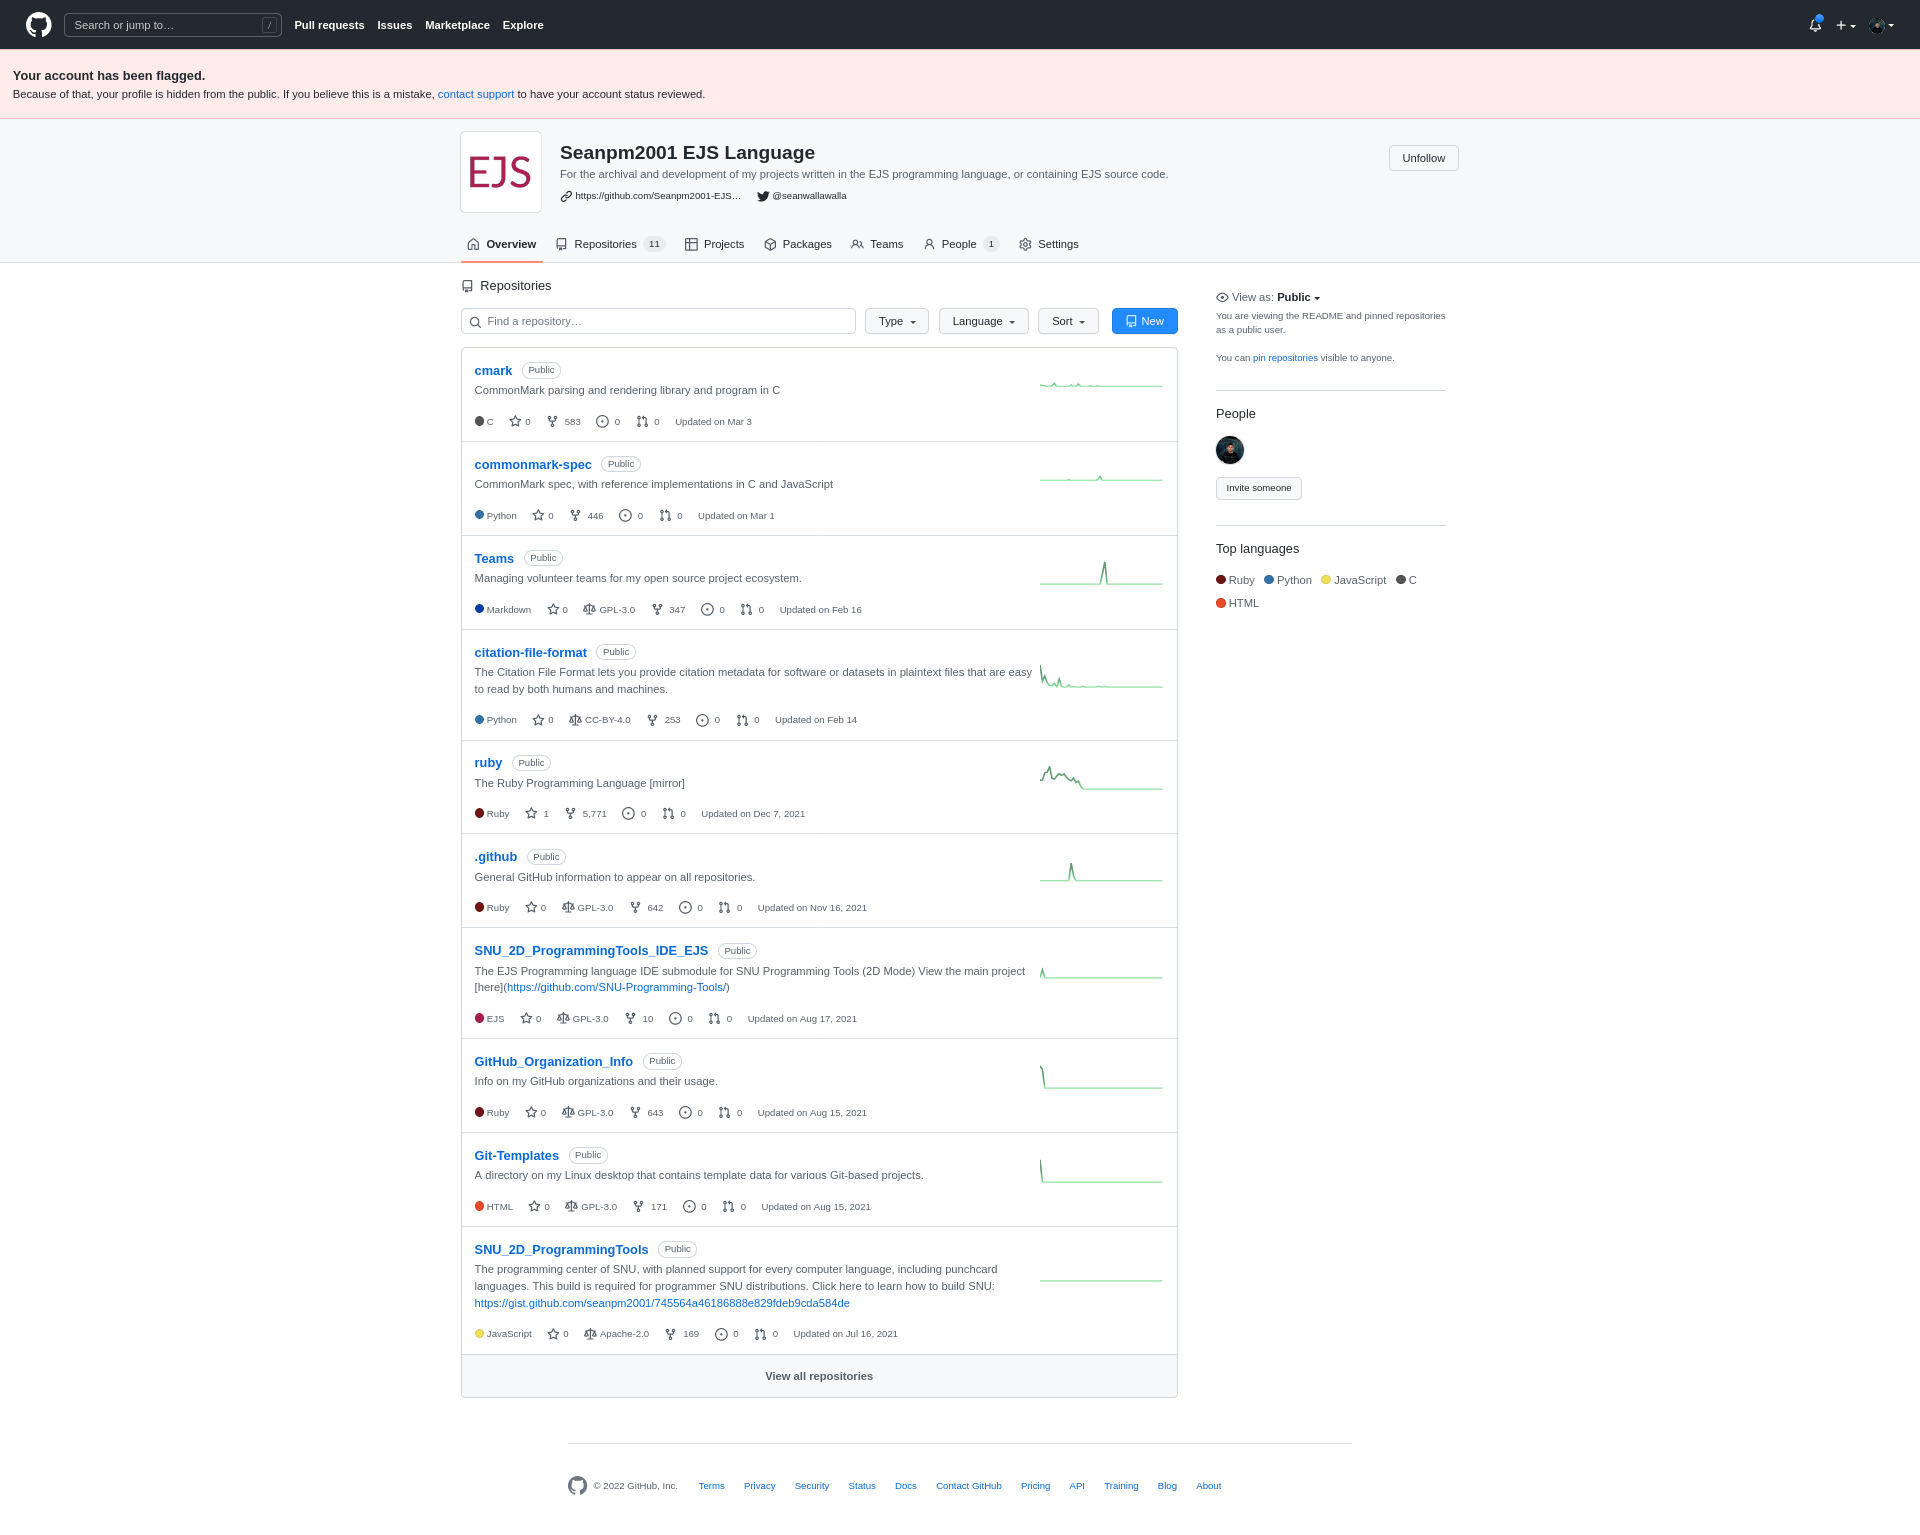 Search or jump to… /
Pull requests Issues Marketplace Explore
Your account has been flagged.
Because of that, your profile is hidden from the public. If you believe this is a mistake, contact support to have your account status reviewed.
EJS
Seanpm2001 EJS Language
Unfollow
For the archival and development of my projects written in the EJS programming language, or containing EJS source code.
https://github.com/Seanpm2001-EJS… @seanwallawalla
Overview Repositories 11 Projects Packages Teams People 1 Settings
Repositories
Find a repository… Type Language Sort New
cmark Public
CommonMark parsing and rendering library and program in C
C 0 583 0 0 Updated on Mar 3
commonmark-spec Public
CommonMark spec, with reference implementations in C and JavaScript
Python 0 446 0 0 Updated on Mar 1
Teams Public
Managing volunteer teams for my open source project ecosystem.
Markdown 0 GPL-3.0 347 0 0 Updated on Feb 16
citation-file-format Public
The Citation File Format lets you provide citation metadata for software or datasets in plaintext files that are easy
to read by both humans and machines.
Python 0 CC-BY-4.0 253 0 0 Updated on Feb 14
ruby Public
The Ruby Programming Language [mirror]
Ruby 1 5,771 0 0 Updated on Dec 7, 2021
.github Public
General GitHub information to appear on all repositories.
Ruby 0 GPL-3.0 642 0 0 Updated on Nov 16, 2021
SNU_2D_ProgrammingTools_IDE_EJS Public
The EJS Programming language IDE submodule for SNU Programming Tools (2D Mode) View the main project
[here](https://github.com/SNU-Programming-Tools/)
EJS 0 GPL-3.0 10 0 0 Updated on Aug 17, 2021
GitHub_Organization_Info Public
Info on my GitHub organizations and their usage.
Ruby 0 GPL-3.0 643 0 0 Updated on Aug 15, 2021
Git-Templates Public
A directory on my Linux desktop that contains template data for various Git-based projects.
HTML 0 GPL-3.0 171 0 0 Updated on Aug 15, 2021
SNU_2D_ProgrammingTools Public
The programming center of SNU, with planned support for every computer language, including punchcard
languages. This build is required for programmer SNU distributions. Click here to learn how to build SNU:
https://gist.github.com/seanpm2001/745564a46186888e829fdeb9cda584de
JavaScript 0 Apache-2.0 169 0 0 Updated on Jul 16, 2021
View all repositories
View as: Public
You are viewing the README and pinned repositories
as a public user.
You can pin repositories visible to anyone.
People
Invite someone
Top languages
Ruby Python JavaScript C
HTML
© 2022 GitHub, Inc. Terms Privacy Security Status Docs Contact GitHub Pricing API Training Blog About